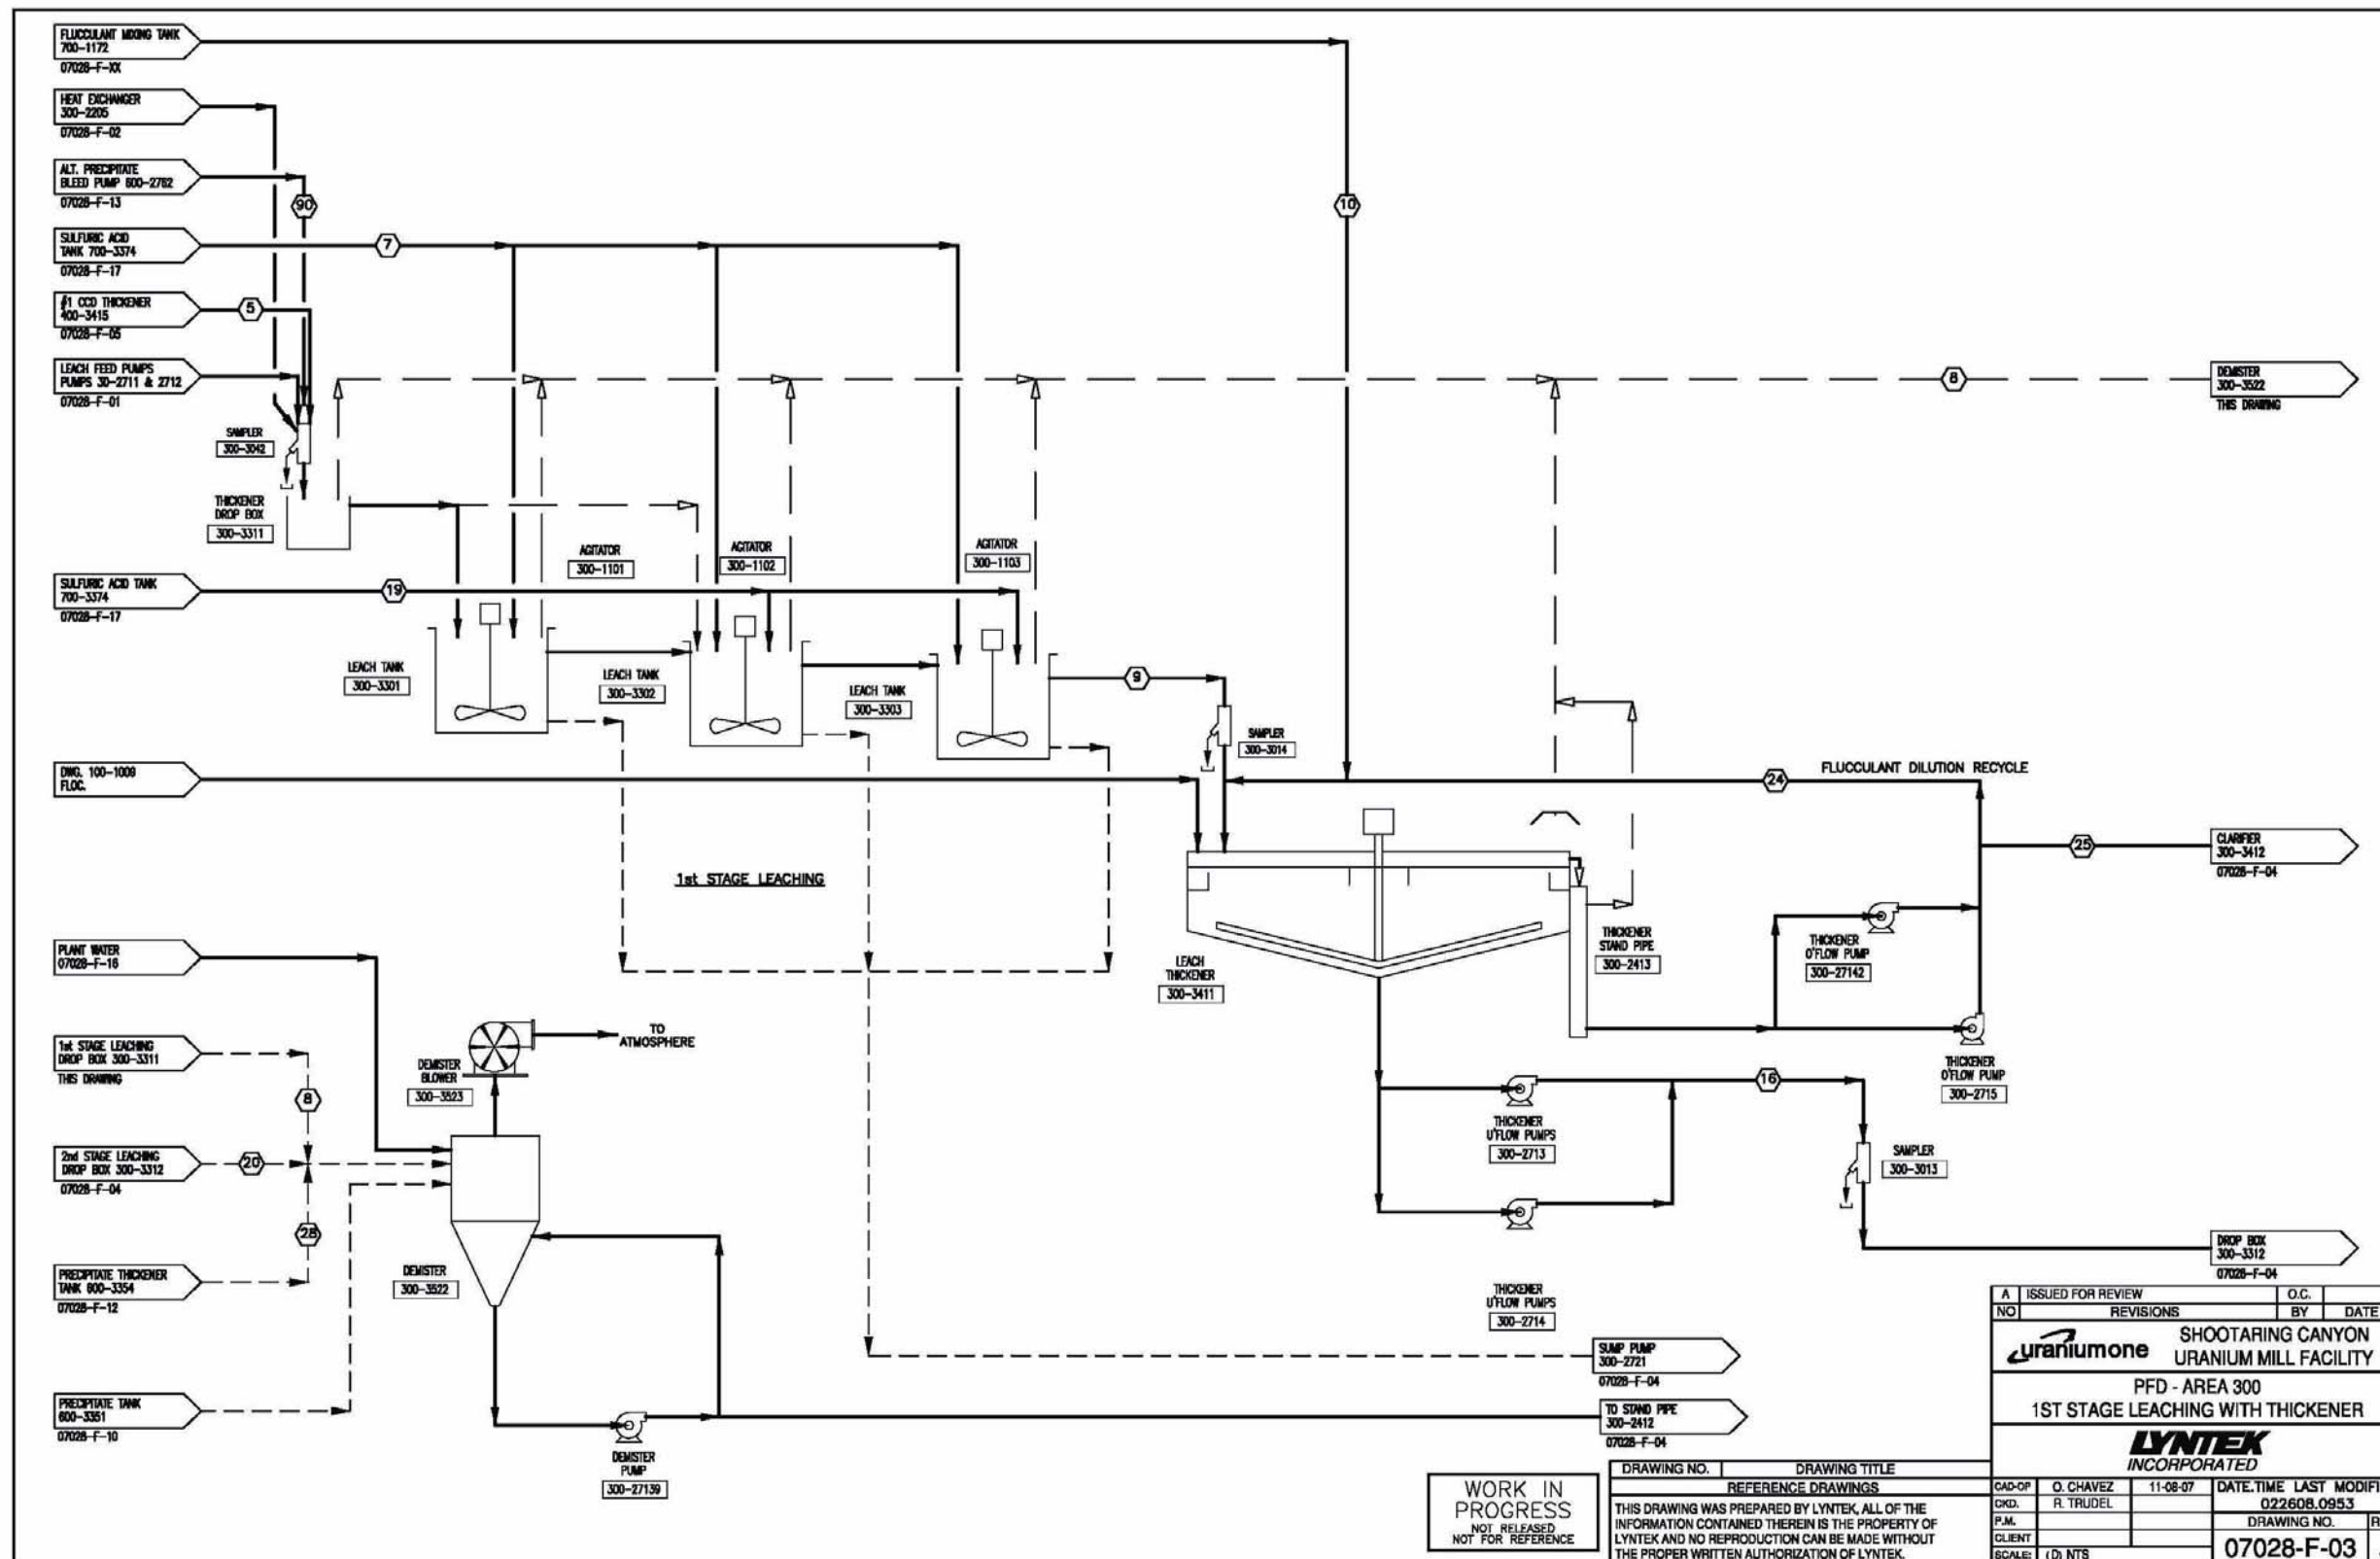 FLUCCULANT MIXING TANK
700-1172
07028-F-XX
HEAT EXCHANGER
300-2205
07028-F-02
ALT. PRECIPITATE
BLEED PUMP 600-2762
07028-F-13
90
SULFURIC ACID
TANK 700-3374
07028-F-17
7
10
#1 CCD THICKENER
400-3415
07028-F-05
5
LEACH FEED PUMPS
PUMPS 30-2711 & 2712
07028-F-01
8
DEMISTER
300-3522
THIS DRAWING
SAMPLER
300-3042
THICKENER
DROP BOX
300-3311
AGITATOR
300-1101
AGITATOR
300-1102
AGITATOR
300-1103
SULFURIC ACID TANK
700-3374
07028-F-17
19
LEACH TANK
300-3301
LEACH TANK
300-3302
LEACH TANK
300-3303
9
SAMPLER
300-3014
DWG. 100-1009
FLOC.
24
FLUCCULANT DILUTION RECYCLE
25
CLARIFIER
300-3412
07028-F-04
1st STAGE LEACHING
LEACH
THICKENER
300-3411
THICKENER
STAND PIPE
300-2413
THICKENER
O'FLOW PUMP
300-27142
THICKENER
O'FLOW PUMP
300-2715
PLANT WATER
07028-F-16
TO
ATMOSPHERE
DEMISTER
BLOWER
300-3523
1st STAGE LEACHING
DROP BOX 300-3311
THIS DRAWING
8
2nd STAGE LEACHING
DROP BOX 300-3312
07028-F-04
20
28
PRECIPITATE THICKENER
TANK 600-3354
07028-F-12
DEMISTER
300-3522
THICKENER
U'FLOW PUMPS
300-2713
16
SAMPLER
300-3013
THICKENER
U'FLOW PUMPS
300-2714
DROP BOX
300-3312
07028-F-04
PRECIPITATE TANK
600-3351
07028-F-10
DEMISTER
PUMP
300-27139
SUMP PUMP
300-2721
07028-F-04
TO STAND PIPE
300-2412
07028-F-04
WORK IN
PROGRESS
NOT RELEASED
NOT FOR REFERENCE
DRAWING NO. DRAWING TITLE
REFERENCE DRAWINGS
THIS DRAWING WAS PREPARED BY LYNTEK, ALL OF THE
INFORMATION CONTAINED THEREIN IS THE PROPERTY OF
LYNTEK AND NO REPRODUCTION CAN BE MADE WITHOUT
THE PROPER WRITTEN AUTHORIZATION OF LYNTEK.
A ISSUED FOR REVIEW O.C.
NO REVISIONS BY DATE
uraniumone
SHOOTARING CANYON
URANIUM MILL FACILITY
PFD - AREA 300
1ST STAGE LEACHING WITH THICKENER
LYNTEK
INCORPORATED
CAD-OP O. CHAVEZ 11-08-07
CKD. R. TRUDEL
P.M.
CLIENT
SCALE: (D) NTS
DATE.TIME LAST MODIFI
022608.0953
DRAWING NO. R
07028-F-03